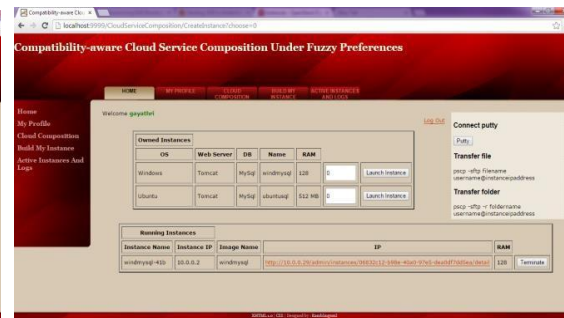 Compatibility-aware Clou
localhost:9999/CloudServiceComposition/CreateInstance?choose=0
Compatibility-aware Cloud Service Composition Under Fuzzy Preferences
HOME
MY PROFILE
CLOUD COMPOSITION
BUILD MY INSTANCE
ACTIVE INSTANCES AND LOGS
Home
My Profile
Cloud Composition
Build My Instance
Active Instances And
Logs
Welcome gayathri
Log Out
Owned Instances
OS Web Server DB Name RAM
Windows Tomcat MySql windmysql 128 0 Launch Instance
Ubuntu Tomcat MySql ubuntusql 512 MB 0 Launch Instance
Connect putty
Putty
Transfer file
pscp -sftp filename
username@instanceipaddress
Transfer folder
pscp -sftp -r foldername
username@instanceipaddress
Running Instances
Instance Name Instance IP Image Name IP RAM
windmysql-41b 10.0.0.2 windmysql 128 Terminate